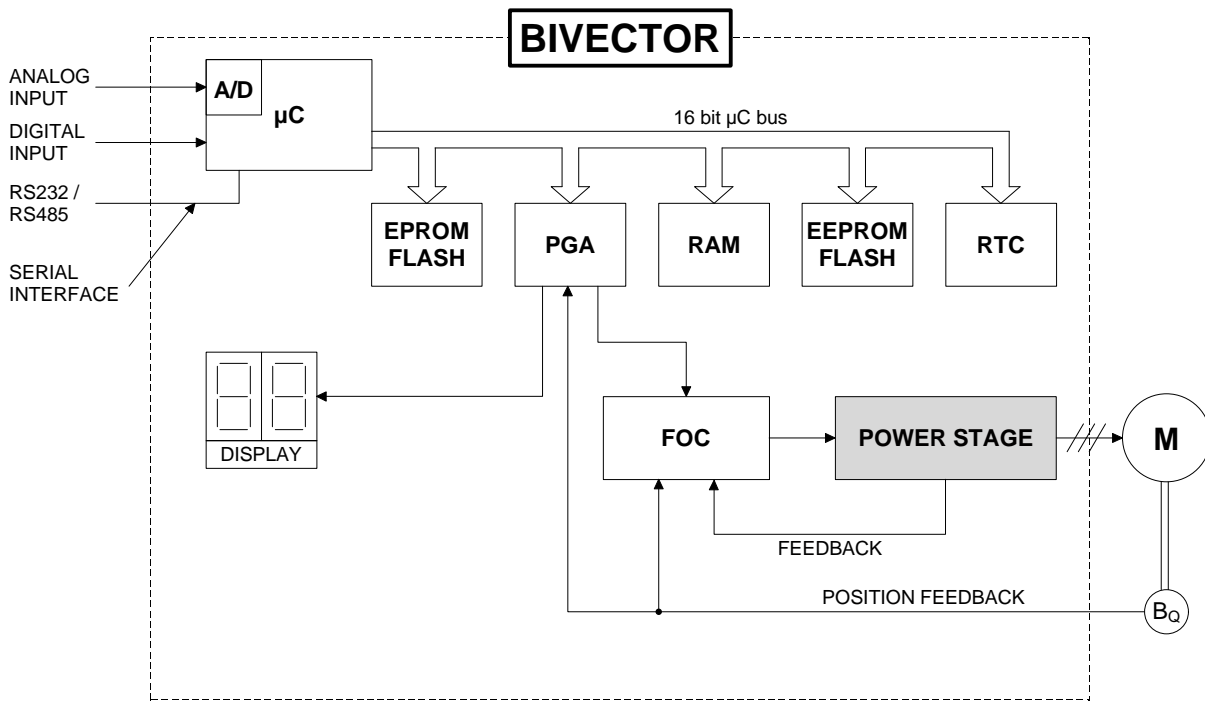 BIVECTOR
ANALOG
INPUT
A/D
µC
DIGITAL
INPUT
16 bit µC bus
RS232 /
RS485
SERIAL
INTERFACE
EPROM
FLASH
PGA
RAM
EEPROM
FLASH
RTC
DISPLAY
FOC
POWER STAGE
M
FEEDBACK
POSITION FEEDBACK
BQ